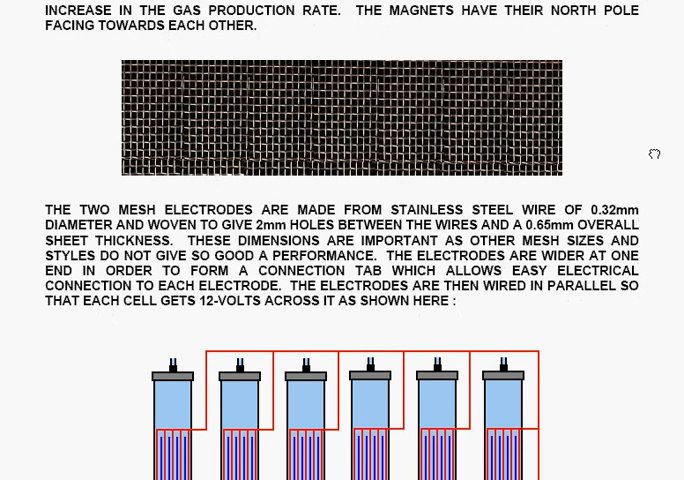 INCREASE IN THE GAS PRODUCTION RATE. THE MAGNETS HAVE THEIR NORTH POLE
FACING TOWARDS EACH OTHER.
THE TWO MESH ELECTRODES ARE MADE FROM STAINLESS STEEL WIRE OF 0.32mm
DIAMETER AND WOVEN TO GIVE 2mm HOLES BETWEEN THE WIRES AND A 0.65mm OVERALL
SHEET THICKNESS. THESE DIMENSIONS ARE IMPORTANT AS OTHER MESH SIZES AND
STYLES DO NOT GIVE SO GOOD A PERFORMANCE. THE ELECTRODES ARE WIDER AT ONE
END IN ORDER TO FORM A CONNECTION TAB WHICH ALLOWS EASY ELECTRICAL
CONNECTION TO EACH ELECTRODE. THE ELECTRODES ARE THEN WIRED IN PARALLEL SO
THAT EACH CELL GETS 12-VOLTS ACROSS IT AS SHOWN HERE :